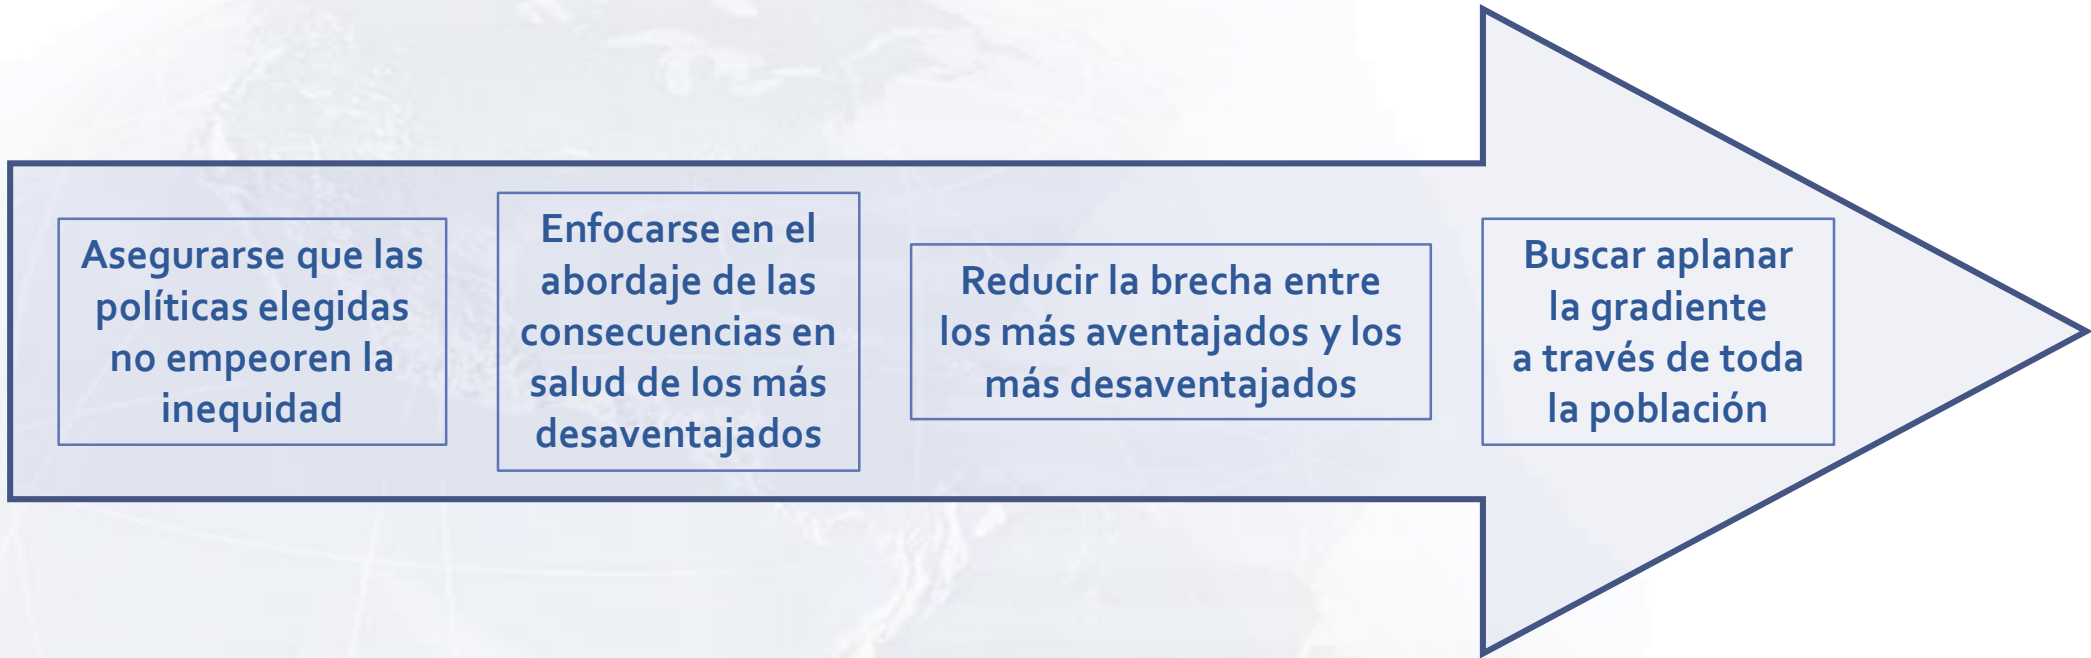 Asegurarse que las
políticas elegidas
no empeoren la
inequidad
Enfocarse en el
abordaje de las
consecuencias en
salud de los más
desaventajados
Reducir la brecha entre
los más aventajados y los
más desaventajados
Buscar aplanar
la gradiente
a través de toda
la población